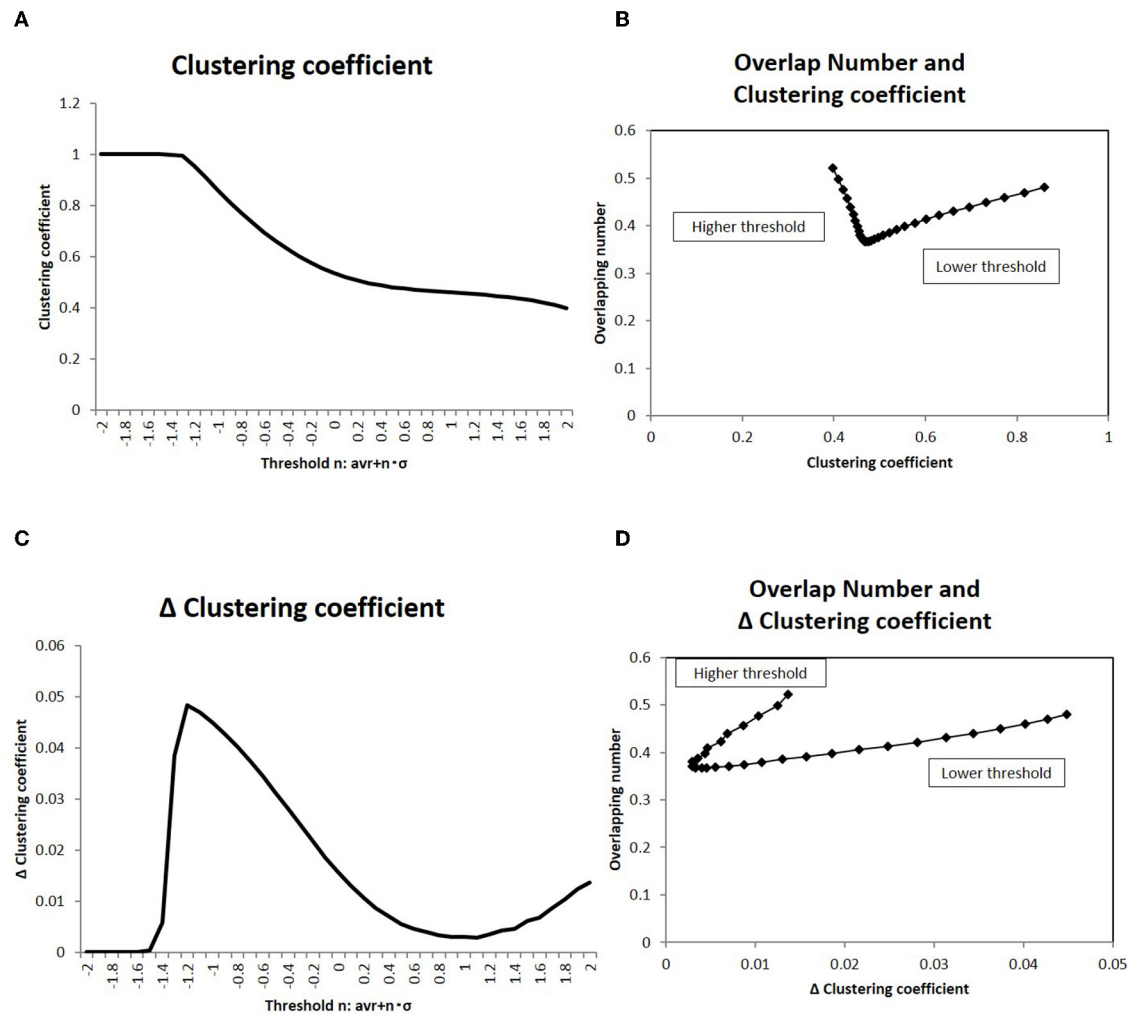 A
Clustering coefficient
Clustering coefficient
1.2
1
0.8
0.6
0.4
0.2
0
-2 -1.8 -1.6 -1.4 -1.2 -1 -0.8 -0.6 -0.4 -0.2 0 0.2 0.4 0.6 0.8 1 1.2 1.4 1.6 1.8 2
Threshold n: avr+n・σ
B
Overlap Number and
Clustering coefficient
Overlapping number
0.6
0.5
0.4
0.3
0.2
0.1
0
Higher threshold
Lower threshold
0 0.2 0.4 0.6 0.8 1
Clustering coefficient
C
Δ Clustering coefficient
Δ Clustering coefficient
0.06
0.05
0.04
0.03
0.02
0.01
0
-2 -1.8 -1.6 -1.4 -1.2 -1 -0.8 -0.6 -0.4 -0.2 0 0.2 0.4 0.6 0.8 1 1.2 1.4 1.6 1.8 2
Threshold n: avr+n・σ
D
Overlap Number and
Δ Clustering coefficient
Overlapping number
0.6
0.5
0.4
0.3
0.2
0.1
0
Higher threshold
Lower threshold
0 0.01 0.02 0.03 0.04 0.05
Δ Clustering coefficient